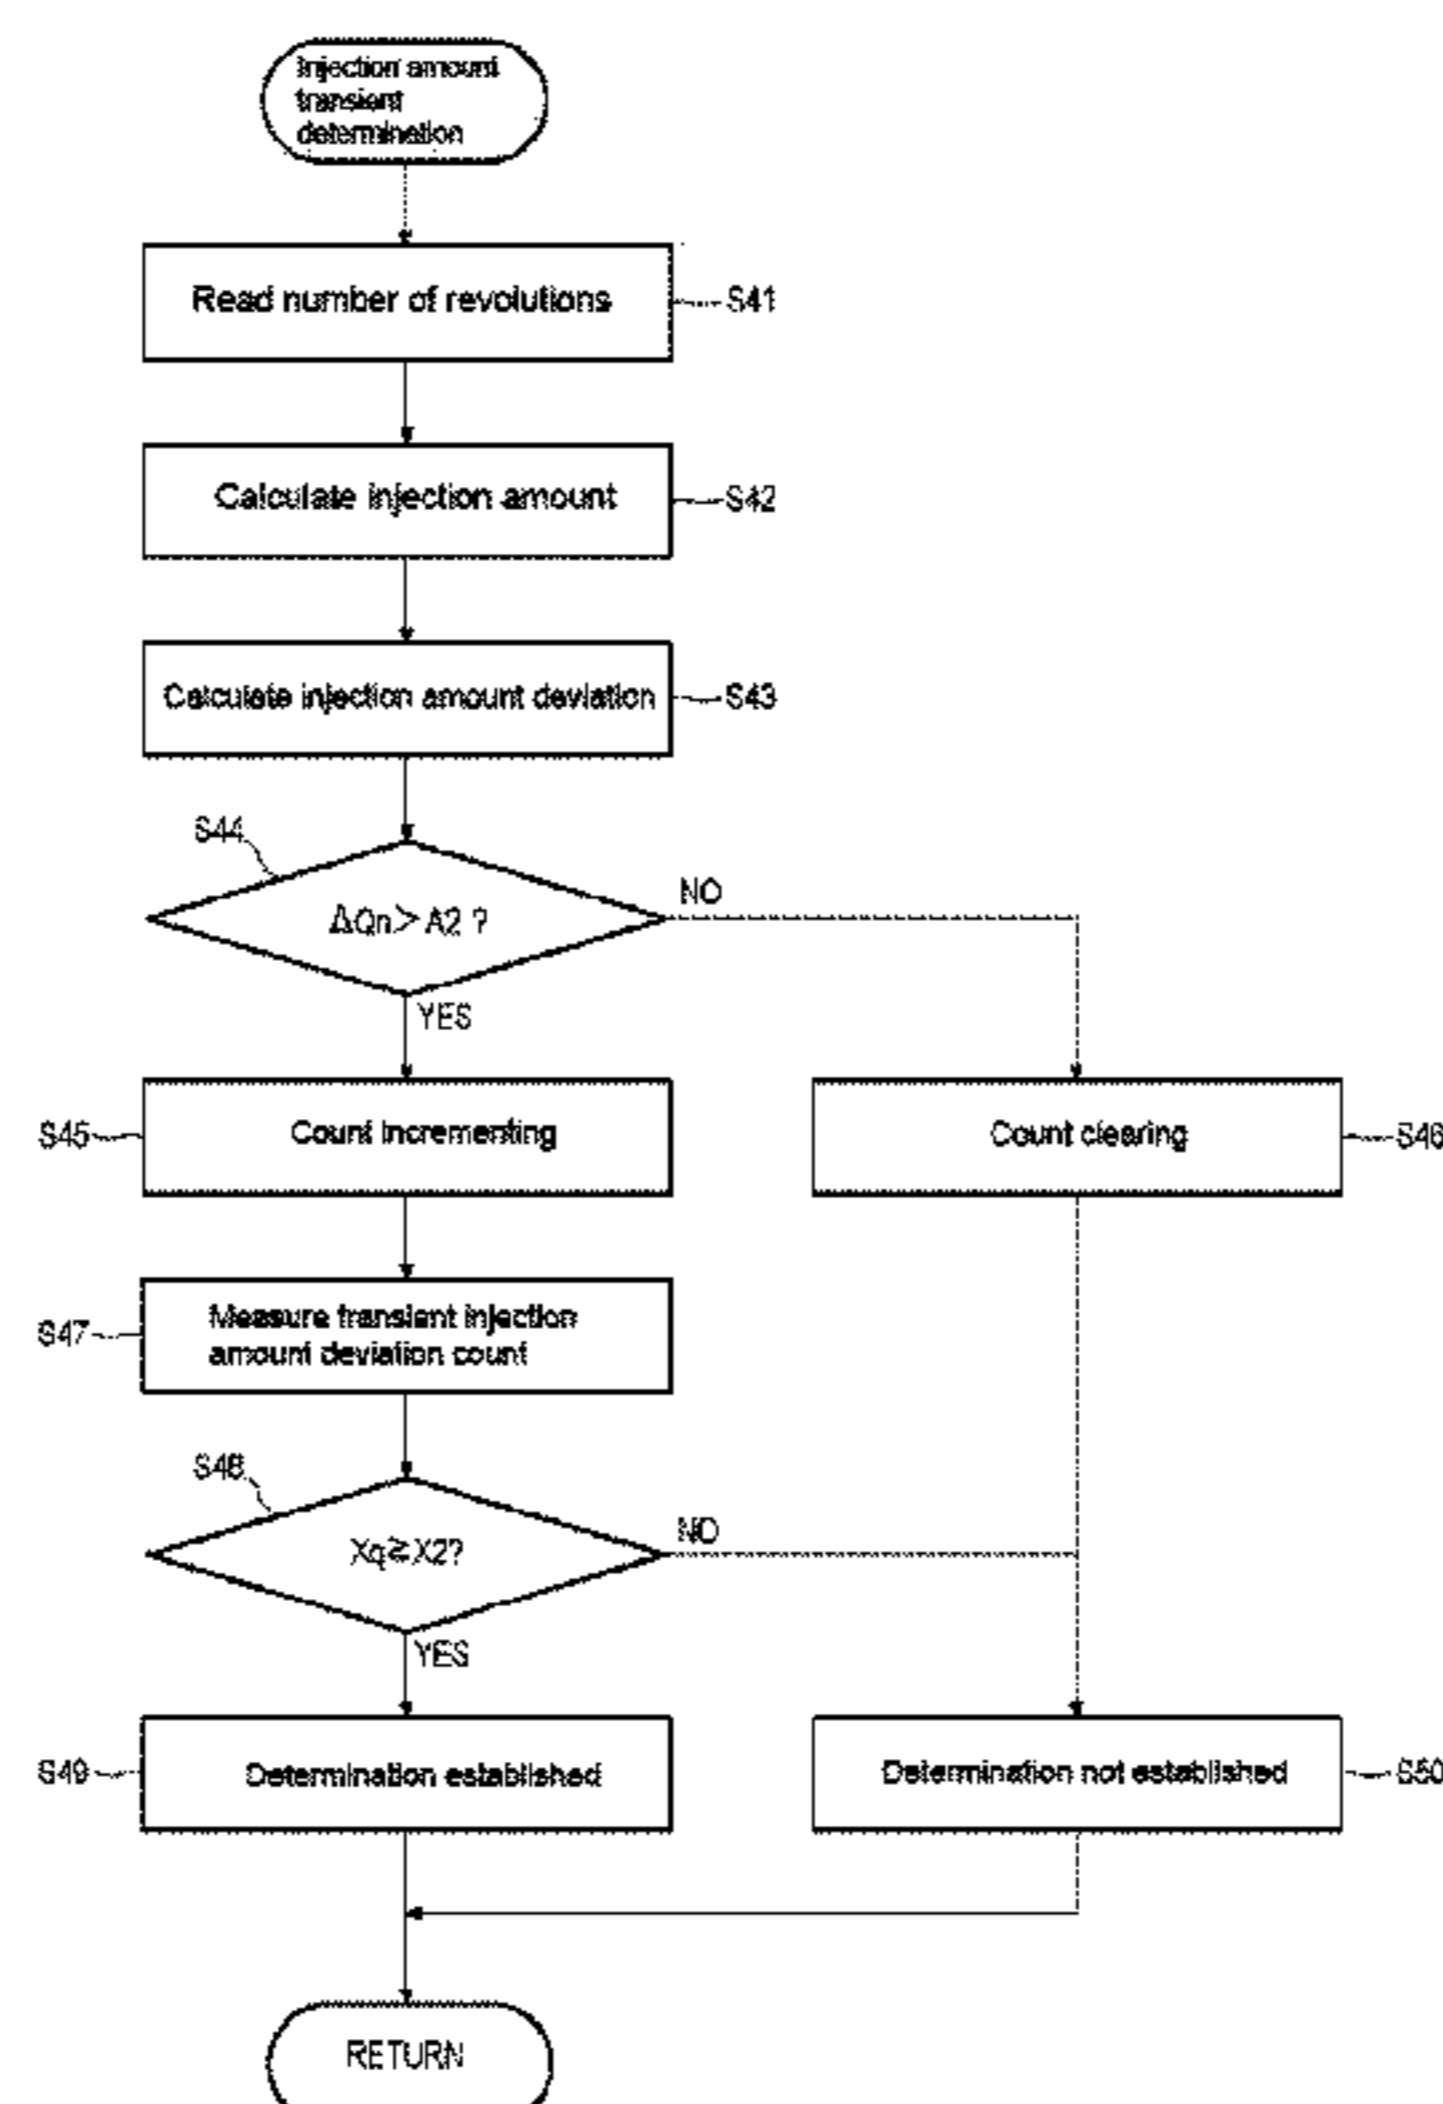 Injection amount
transient
determination
Read number of revolutions
S41
Calculate injection amount
S42
Calculate injection amount deviation
S43
S44
ΔQn＞A2 ?
NO
YES
S45
Count incrementing
Count clearing
S46
S47
Measure transient injection
amount deviation count
S48
Xq≧X2?
NO
YES
S49
Determination established
Determination not established
S50
RETURN